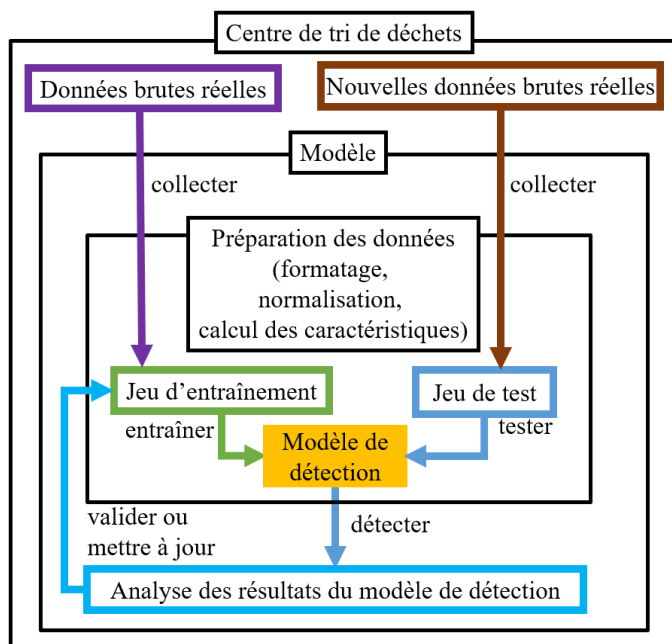 Centre de tri de déchets
Données brutes réelles
Nouvelles données brutes réelles
Modèle
collecter
collecter
Préparation des données
(formatage,
normalisation,
calcul des caractéristiques)
Jeu d'entraînement
Jeu de test
entraîner
tester
Modèle de
détection
valider ou
mettre à jour
détecter
Analyse des résultats du modèle de détection